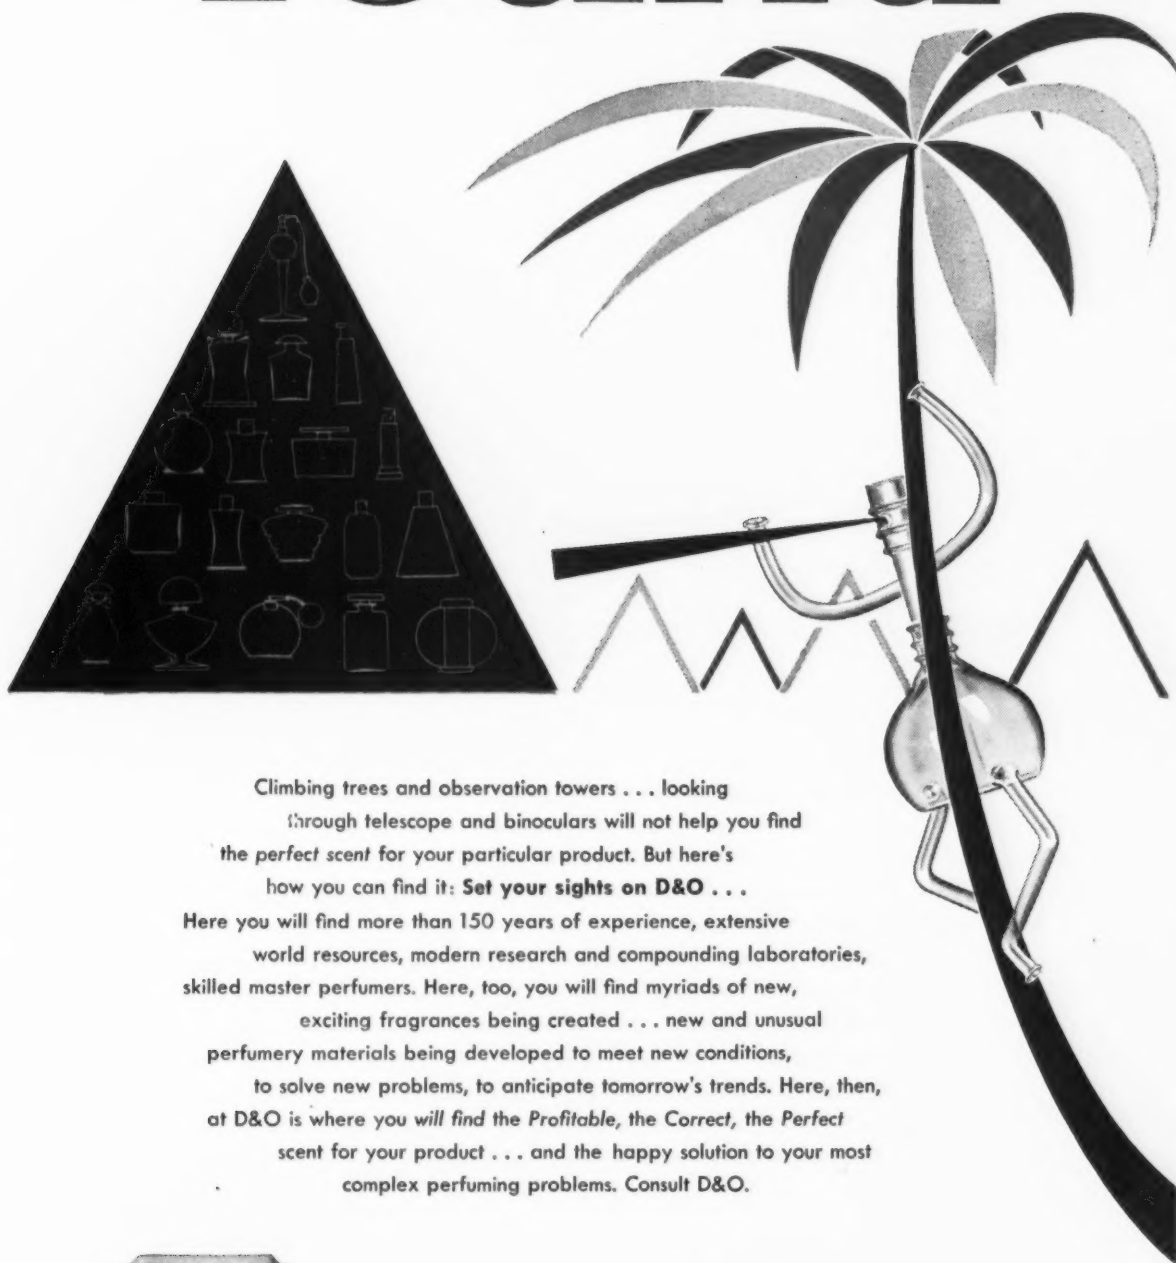 Climbing trees and observation towers . . . looking
through telescope and binoculars will not help you find
the perfect scent for your particular product. But here's
how you can find it: Set your sights on D&O . . .
Here you will find more than 150 years of experience, extensive
world resources, modern research and compounding laboratories,
skilled master perfumers. Here, too, you will find myriads of new,
exciting fragrances being created . . . new and unusual
perfumery materials being developed to meet new conditions,
to solve new problems, to anticipate tomorrow's trends. Here, then,
at D&O is where you will find the Profitable, the Correct, the Perfect
scent for your product . . . and the happy solution to your most
complex perfuming problems. Consult D&O.